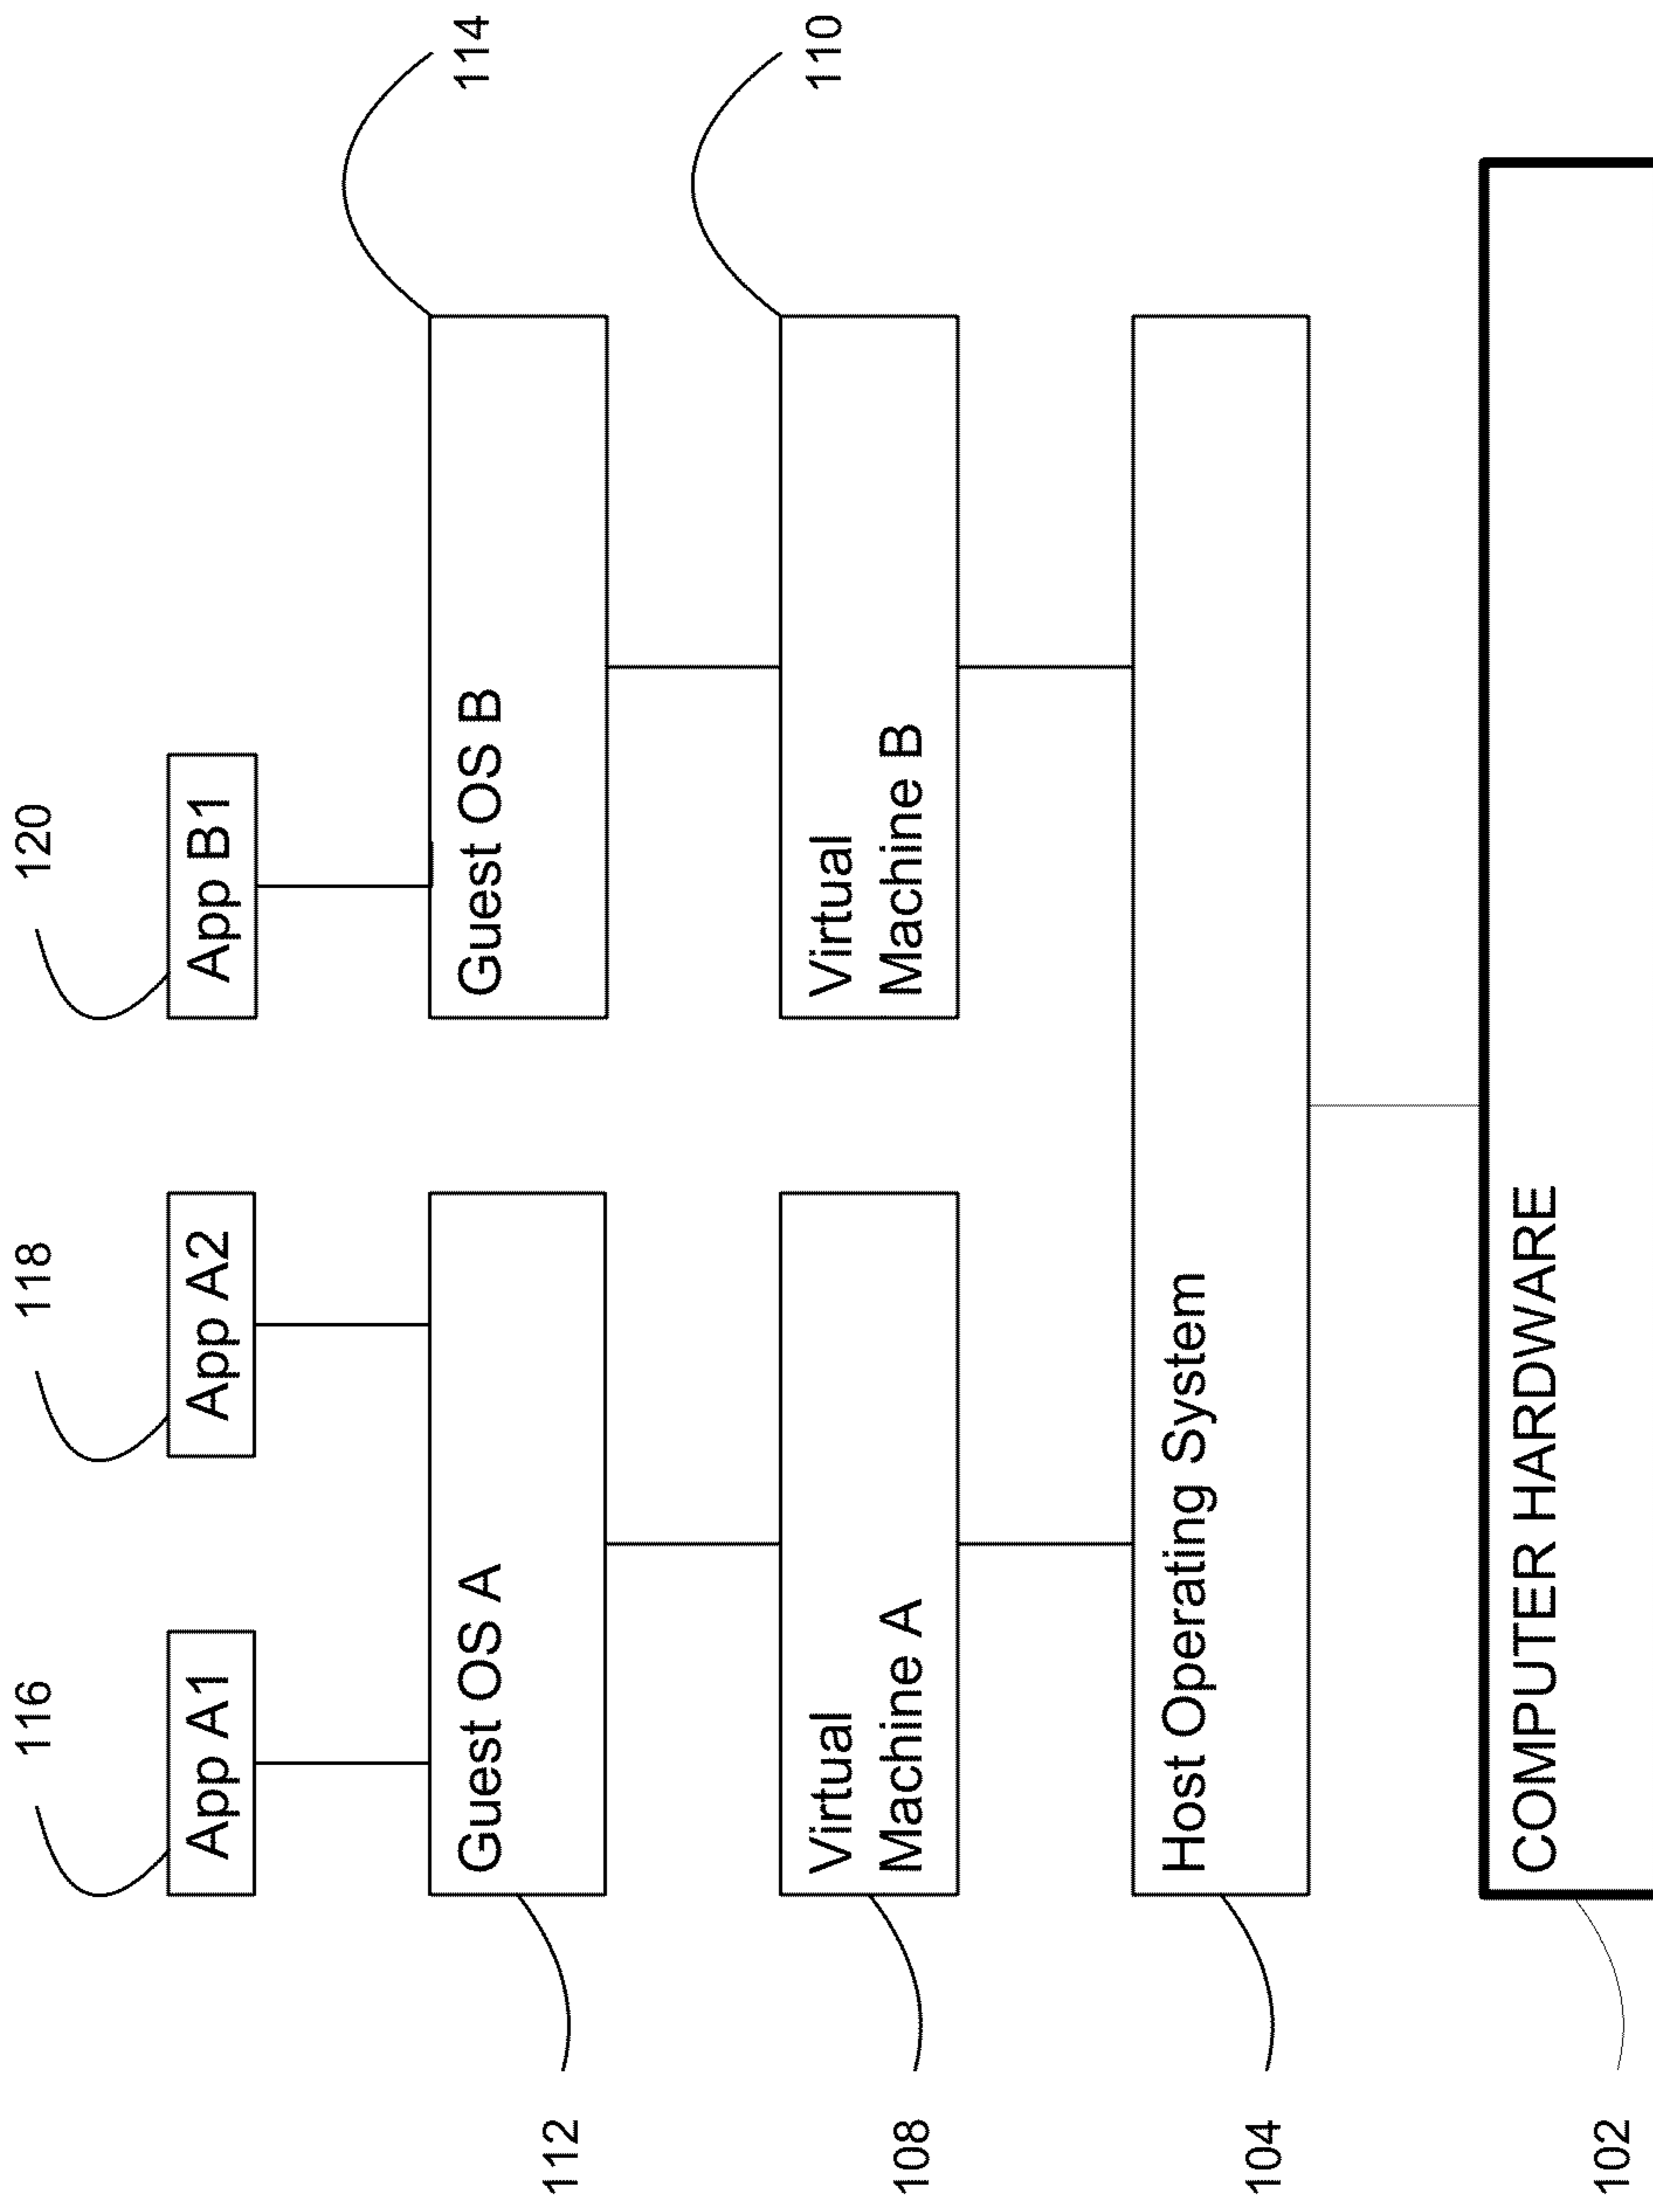 116
118
120
App A1
App A2
App B1
114
Guest OS A
Guest OS B
112
110
Virtual
Machine A
Virtual
Machine B
108
Host Operating System
104
COMPUTER HARDWARE
102